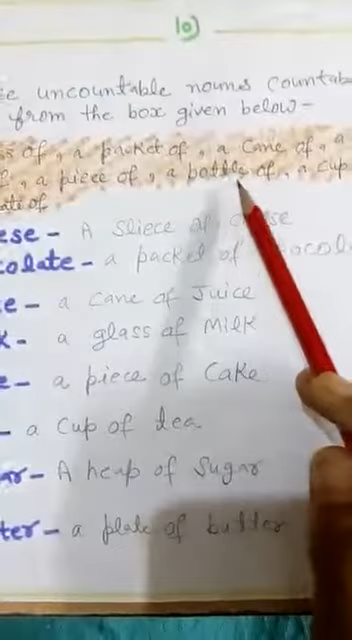 10)
uncountable nouns Countab
from the box given below-
of, a packet of, a Cane of, a
, a piece of, a bottle of, a cup
ate of
ese - A Sliece of
colate - a packet of
e - a Cane of Juice
k - a glass of Milk
e - a piece of Cake
- a Cup of tea
ar - A heap of Sugar
ter - a plate of butter